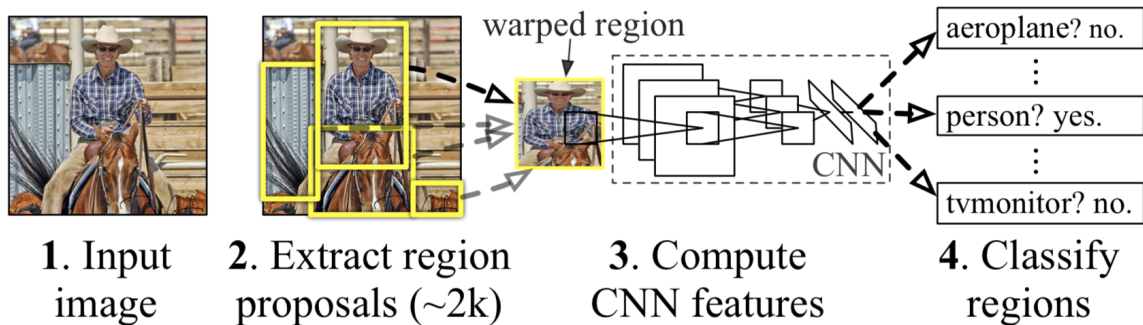 warped region
aeroplane? no.
⋮
person? yes.
⋮
tvmonitor? no.
CNN
1. Input
image
2. Extract region
proposals (~2k)
3. Compute
CNN features
4. Classify
regions